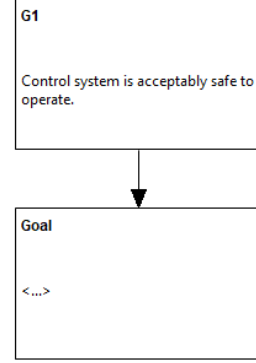 G1
Control system is acceptably safe to
operate.
Goal
<...>